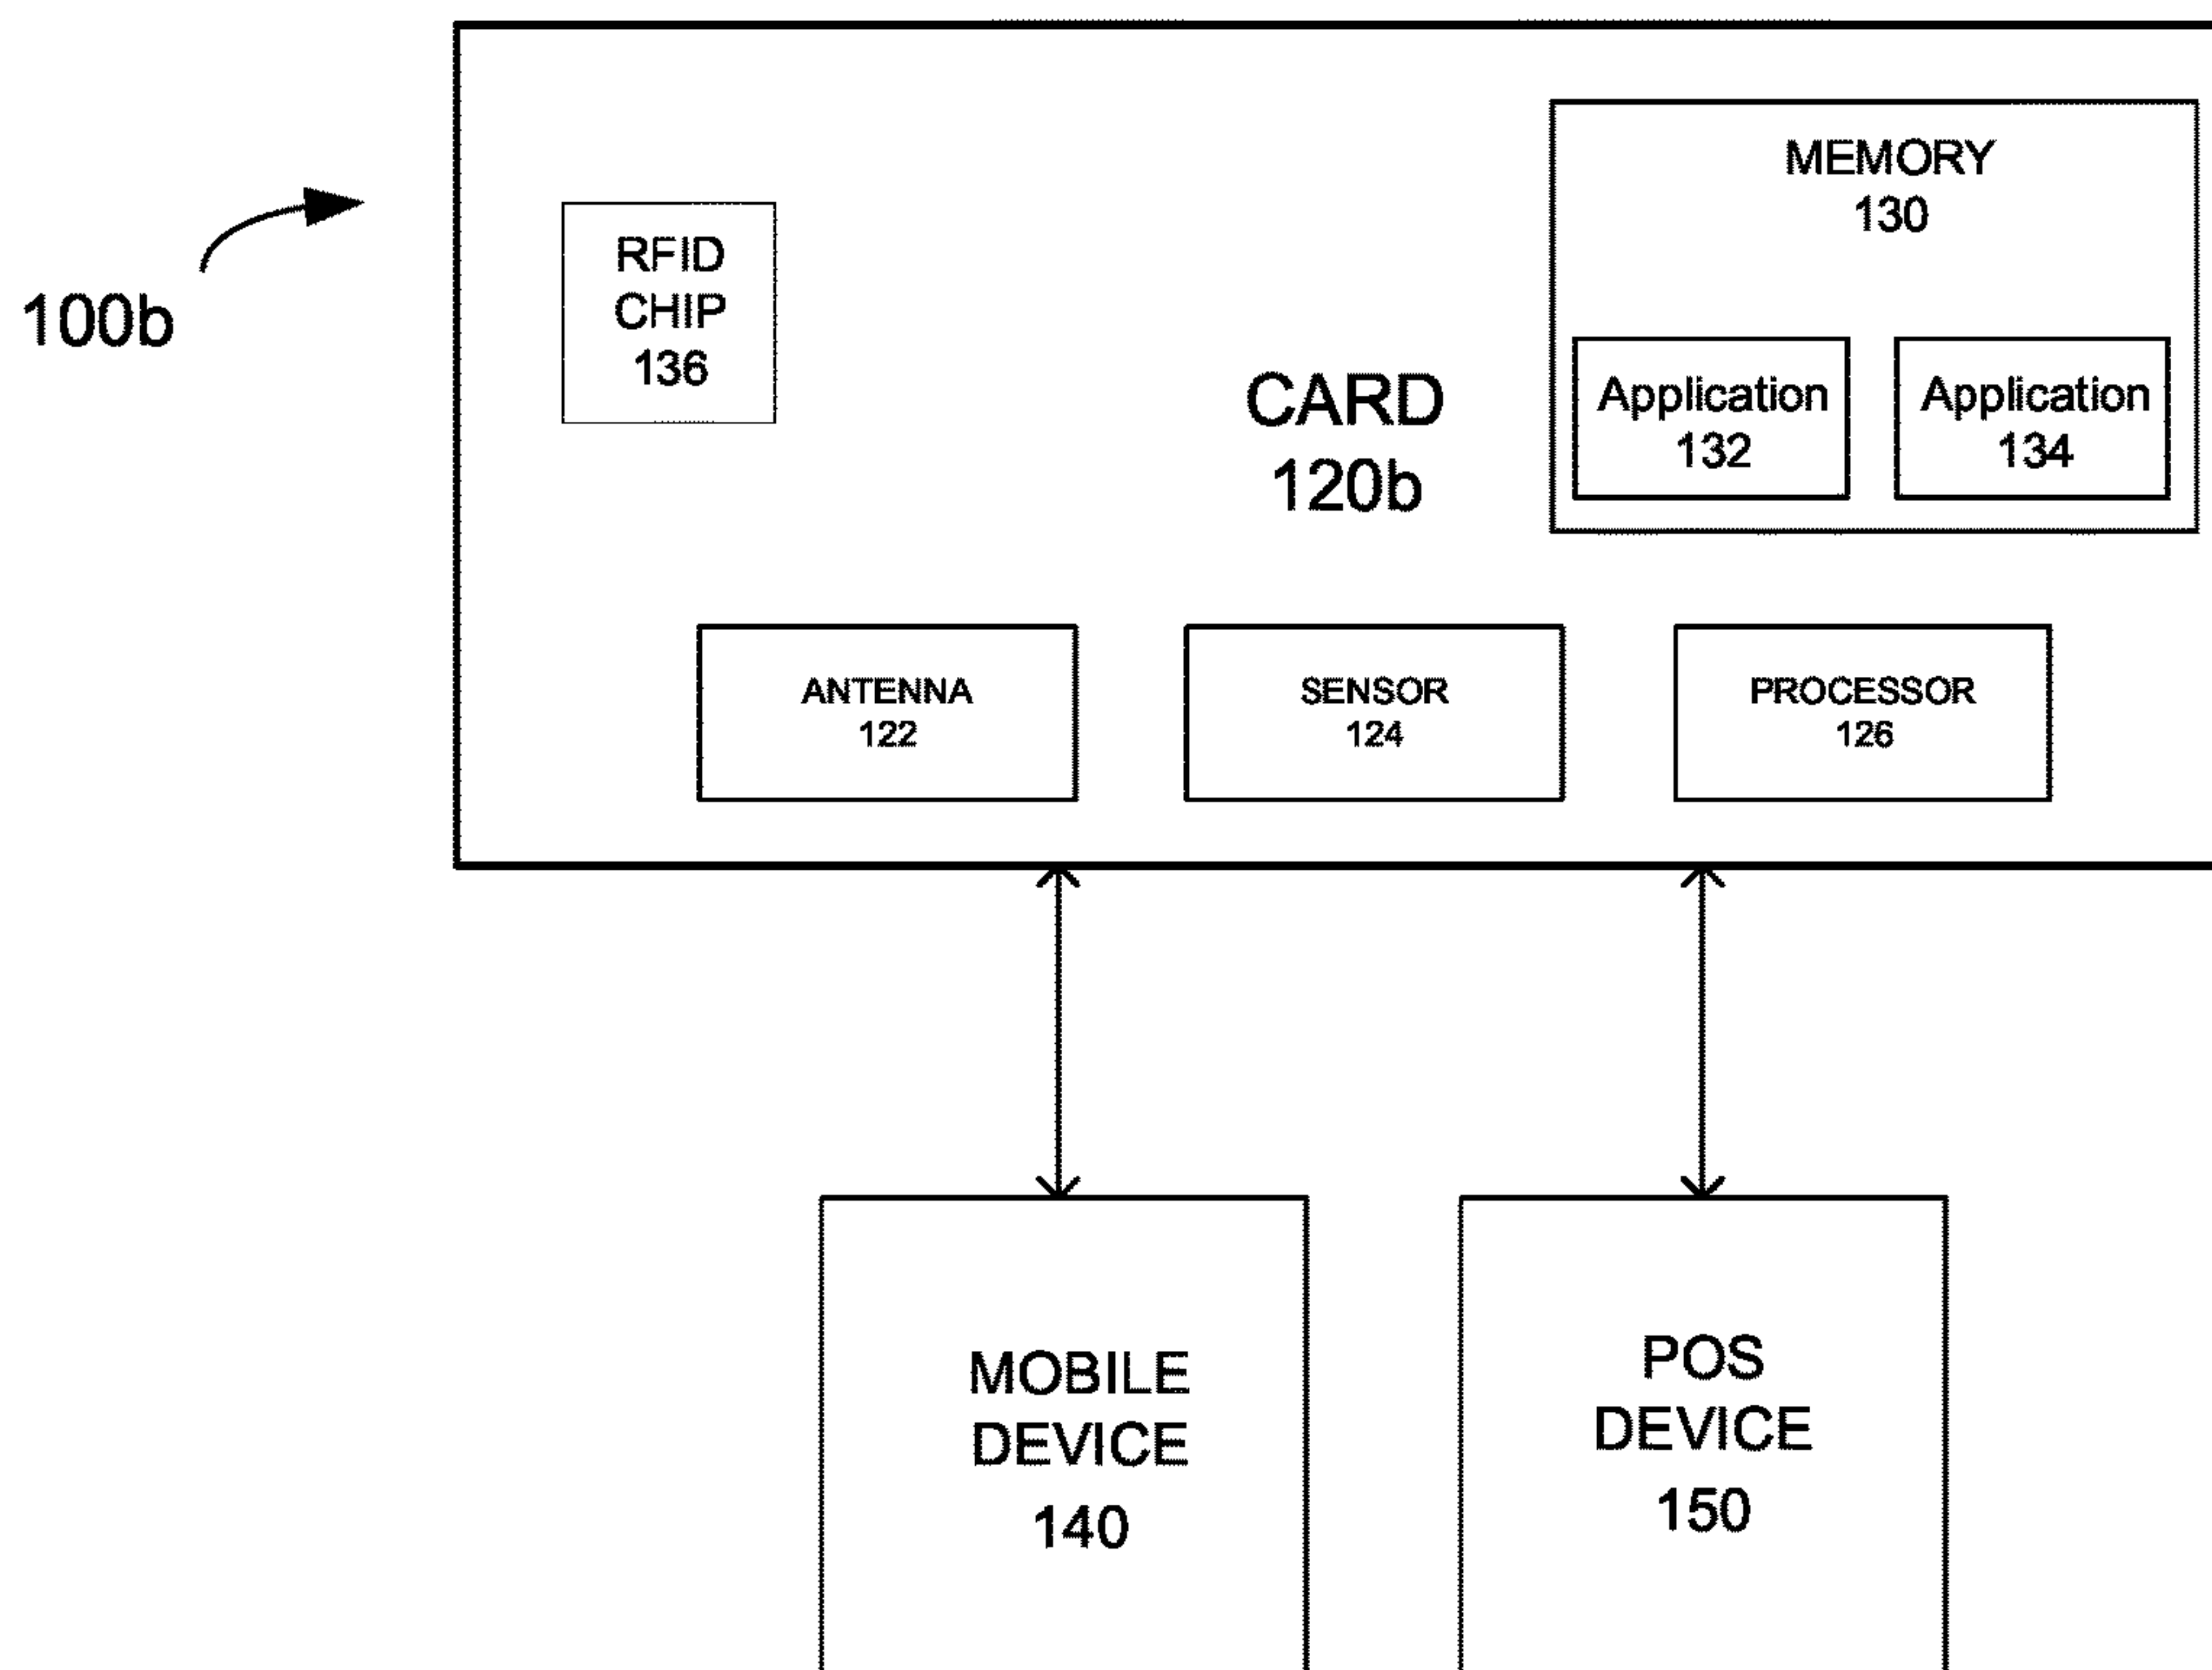 100b
RFID
CHIP
136
CARD
120b
MEMORY
130
Application
132
Application
134
ANTENNA
122
SENSOR
124
PROCESSOR
126
MOBILE
DEVICE
140
POS
DEVICE
150